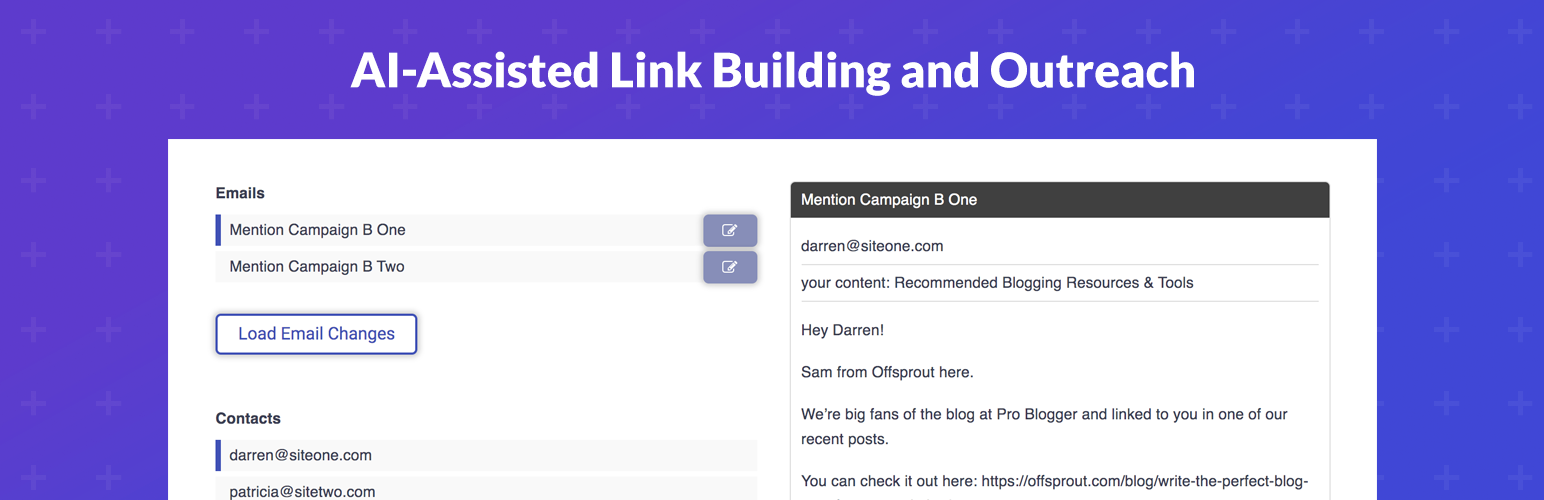 AI-Assisted Link Building and Outreach
Emails
Mention Campaign B One
Mention Campaign B Two
Load Email Changes
Contacts
darren@siteone.com
patricia@sitetwo.com
Mention Campaign B One
darren@siteone.com
your content: Recommended Blogging Resources & Tools
Hey Darren!
Sam from Offsprout here.
We're big fans of the blog at Pro Blogger and linked to you in one of our
recent posts.
You can check it out here: https://offsprout.com/blog/write-the-perfect-blog-